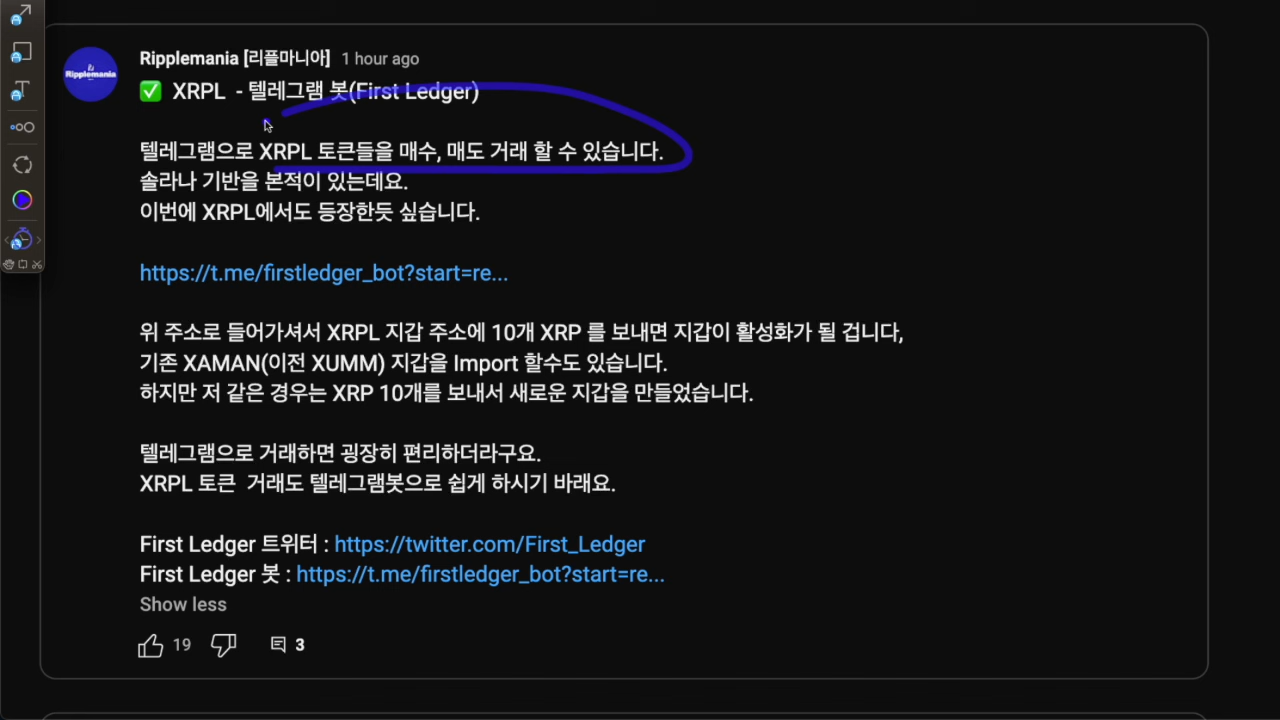 Ripplemania [리플마니아] 1 hour ago
Ripplemania
✅ XRPL - 텔레그램 봇(First Ledger)
텔레그램으로 XRPL 토큰들을 매수, 매도 거래 할 수 있습니다.
솔라나 기반을 본적이 있는데요.
이번에 XRPL에서도 등장한듯 싶습니다.
https://t.me/firstledger_bot?start=re...
위 주소로 들어가셔서 XRPL 지갑 주소에 10개 XRP 를 보내면 지갑이 활성화가 될 겁니다,
기존 XAMAN(이전 XUMM) 지갑을 Import 할수도 있습니다.
하지만 저 같은 경우는 XRP 10개를 보내서 새로운 지갑을 만들었습니다.
텔레그램으로 거래하면 굉장히 편리하더라구요.
XRPL 토큰 거래도 텔레그램봇으로 쉽게 하시기 바래요.
First Ledger 트위터 : https://twitter.com/First_Ledger
First Ledger 봇 : https://t.me/firstledger_bot?start=re...
Show less
19 3